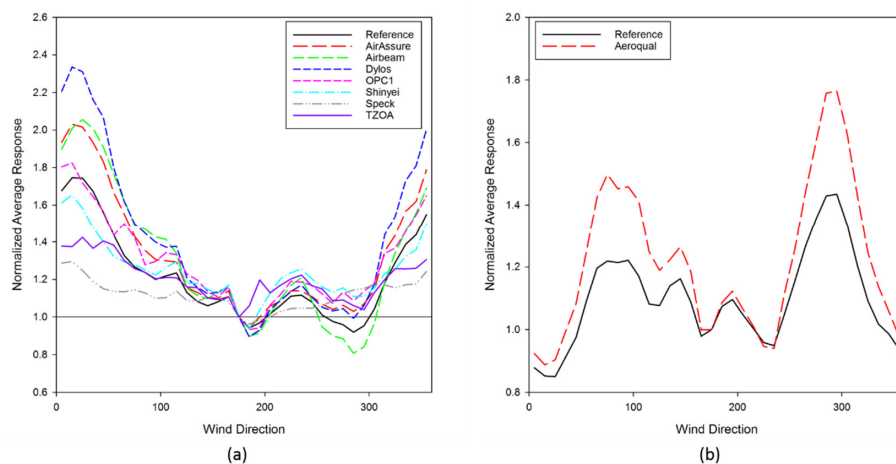 2.6
2.4
2.2
2.0
1.8
1.6
1.4
1.2
1.0
0.8
0.6
Normalized Average Response
Reference
AirAssure
Airbeam
Dylos
OPC1
Shinyei
Speck
TZOA
0
100
200
300
Wind Direction
(a)
2.0
1.8
1.6
1.4
1.2
1.0
0.8
Normalized Average Response
Reference
Aeroqual
0
100
200
300
Wind Direction
(b)